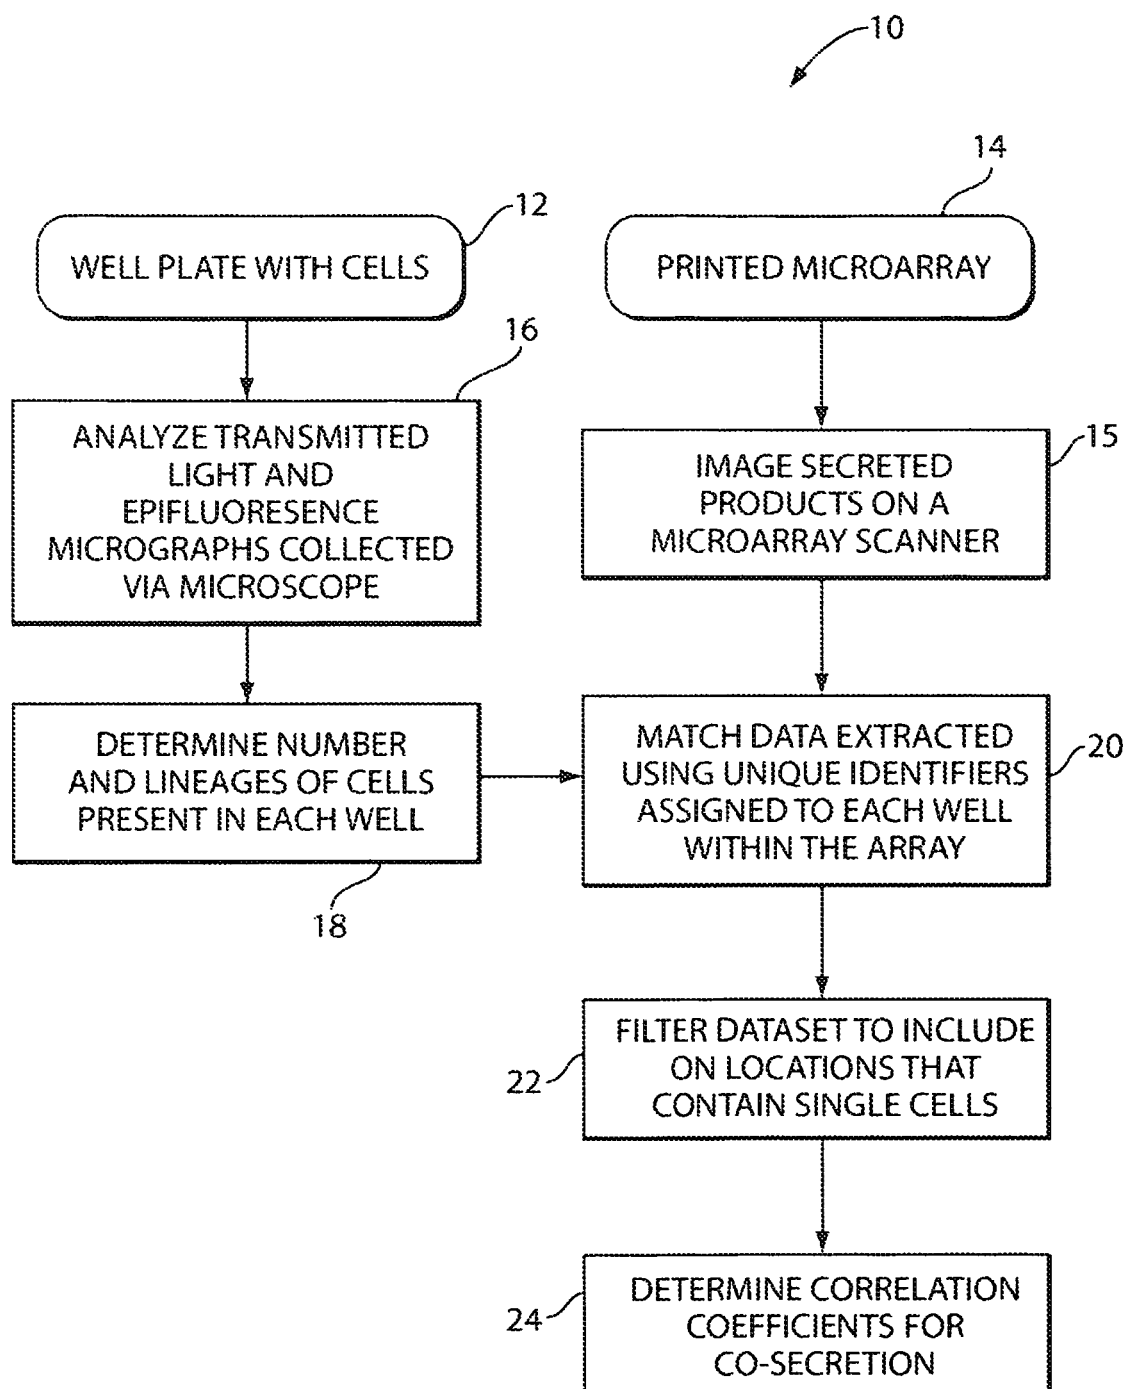 10
14
12
WELL PLATE WITH CELLS
PRINTED MICROARRAY
16
ANALYZE TRANSMITTED
LIGHT AND
EPIFLUORESENCE
MICROGRAPHS COLLECTED
VIA MICROSCOPE
15
IMAGE SECRETED
PRODUCTS ON A
MICROARRAY SCANNER
DETERMINE NUMBER
AND LINEAGES OF CELLS
PRESENT IN EACH WELL
18
MATCH DATA EXTRACTED
USING UNIQUE IDENTIFIERS
ASSIGNED TO EACH WELL
WITHIN THE ARRAY
20
FILTER DATASET TO INCLUDE
ON LOCATIONS THAT
CONTAIN SINGLE CELLS
22
DETERMINE CORRELATION
COEFFICIENTS FOR
CO-SECRETION
24